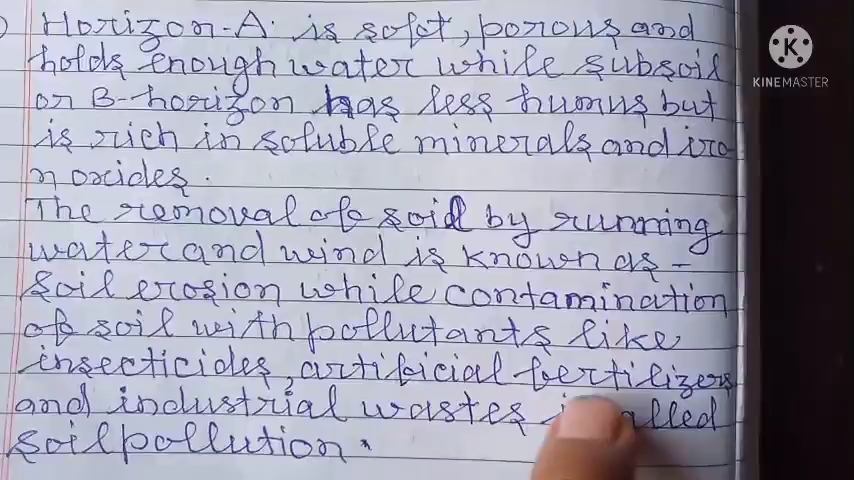 Horizon-A. is soft, porous and
holds enough water while subsoil
or B-horizon has less humus but
is rich in soluble minerals and iro
n oxides.
The removal of soil by running
water and wind is known as -
soil erosion while contamination
of soil with pollutants like
insecticides, artificial fertilizers
and industrial wastes
soil pollution.
K
KINEMASTER